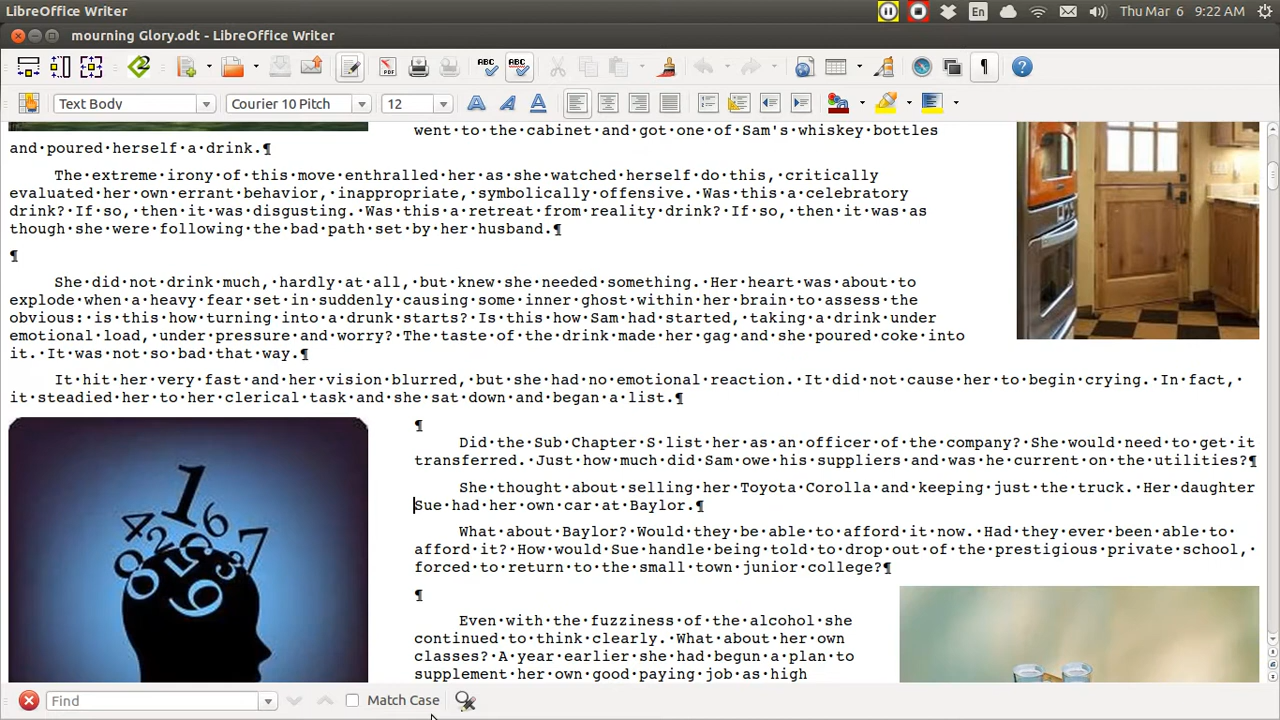 LibreOffice Writer
En
Thu Mar 6
9:22 AM
mourning Glory.odt - LibreOffice Writer
ABC
ABC
Text Body
Courier 10 Pitch
12
went to the cabinet and got one of Sam's whiskey bottles
and poured herself a drink.¶
The extreme irony of this move enthralled her as she watched herself do this, critically
evaluated her own errant behavior, inappropriate, symbolically offensive. Was this a celebratory
drink? If so, then it was disgusting. Was this a retreat from reality drink? If so, then it was as
though she were following the bad path set by her husband.¶
¶
She did not drink much, hardly at all, but knew she needed something. Her heart was about to
explode when a heavy fear set in suddenly causing some inner ghost within her brain to assess the
obvious: is this how turning into a drunk starts? Is this how Sam had started, taking a drink under
emotional load, under pressure and worry? The taste of the drink made her gag and she poured coke into
it. It was not so bad that way.¶
It hit her very fast and her vision blurred, but she had no emotional reaction. It did not cause her to begin crying. In fact,
it steadied her to her clerical task and she sat down and began a list.¶
¶
Did the Sub Chapter S list her as an officer of the company? She would need to get it
transferred. Just how much did Sam owe his suppliers and was he current on the utilities?¶
She thought about selling her Toyota Corolla and keeping just the truck. Her daughter
Sue had her own car at Baylor.¶
What about Baylor? Would they be able to afford it now. Had they ever been able to
afford it? How would Sue handle being told to drop out of the prestigious private school,
forced to return to the small town junior college?¶
¶
Even with the fuzziness of the alcohol she
continued to think clearly. What about her own
classes? A year earlier she had begun a plan to
supplement her own good paying job as high
1
4 2 6 7
8 5 3
9
Find
Match Case